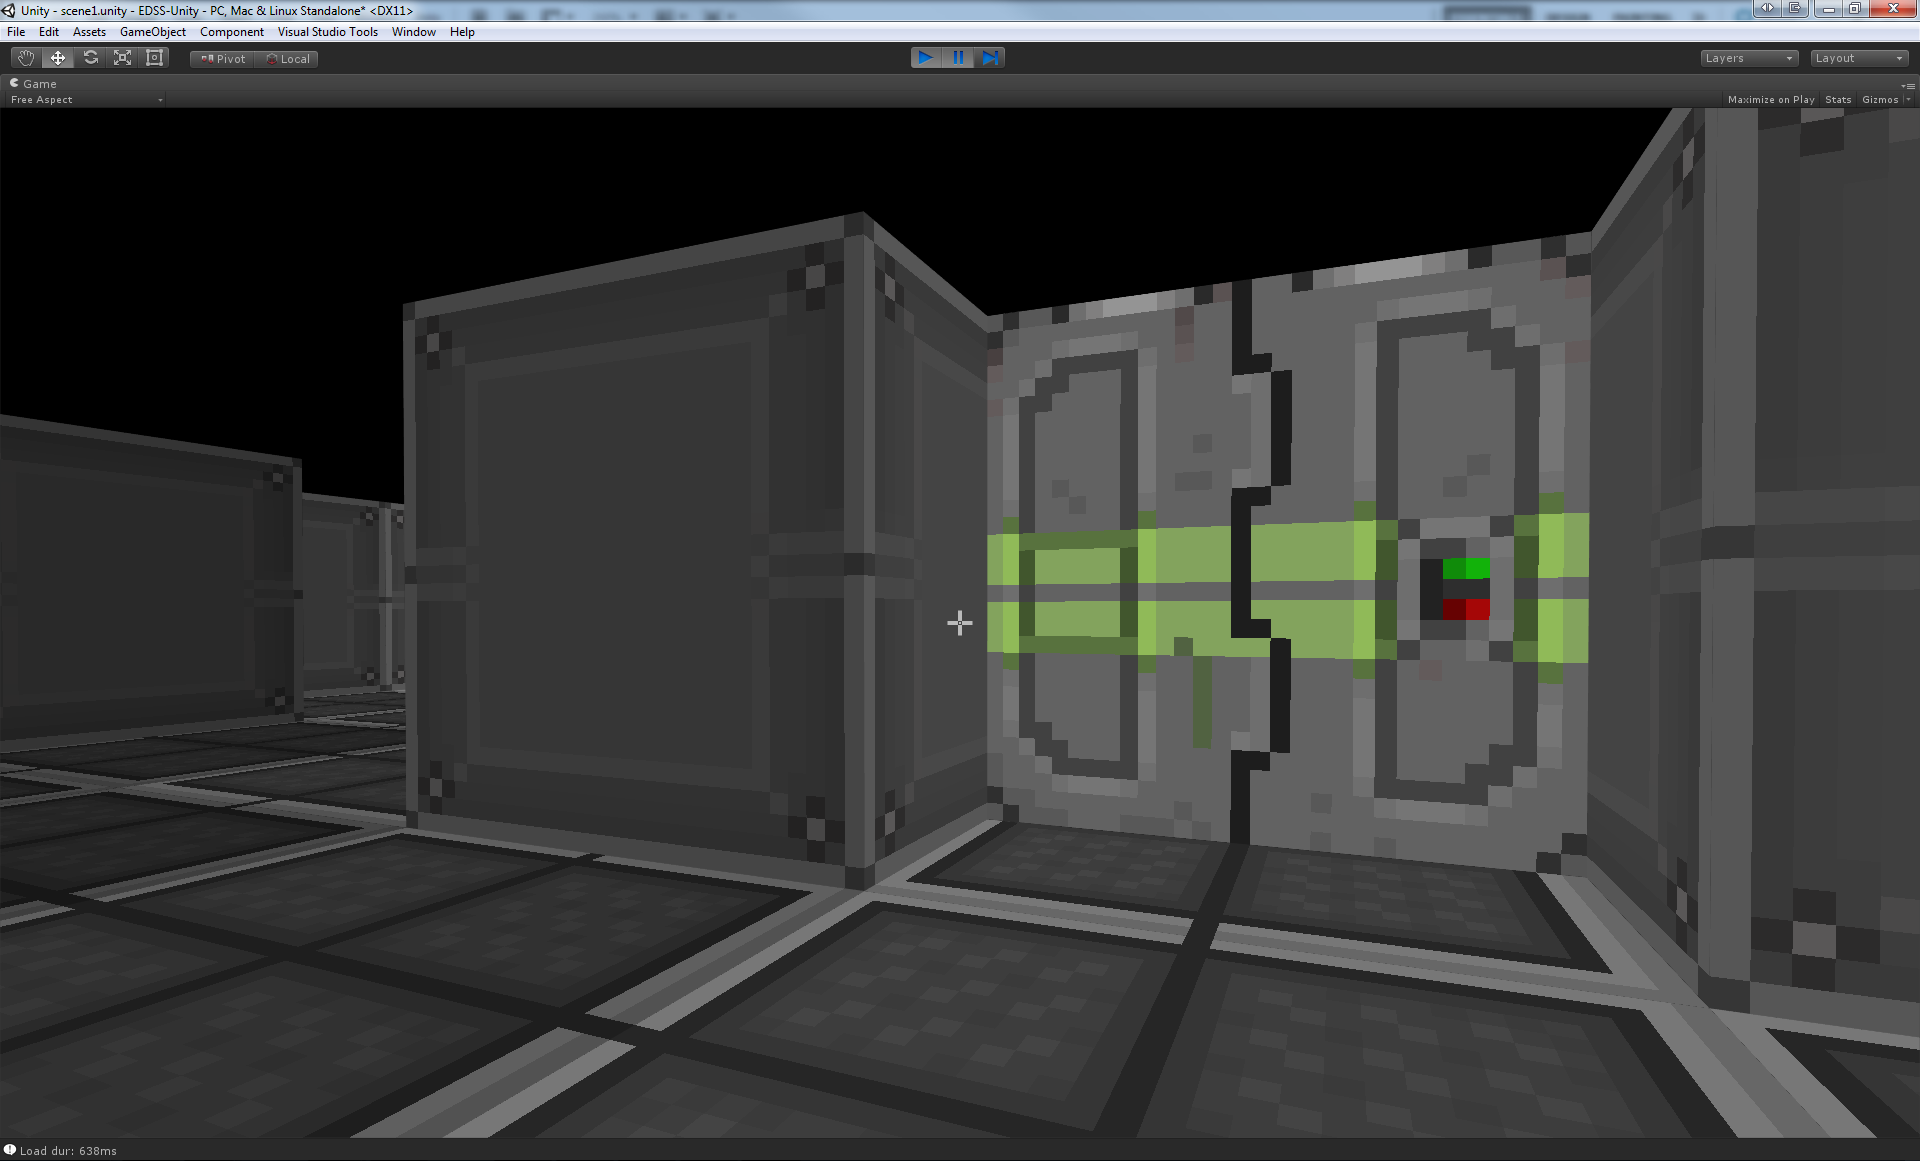 Unity - scene1.unity - EDSS-Unity - PC, Mac & Linux Standalone* <DX11>
File Edit Assets GameObject Component Visual Studio Tools Window Help
Pivot Local Layers Layout
Game
Free Aspect Maximize on Play Stats Gizmos
Load dur: 638ms